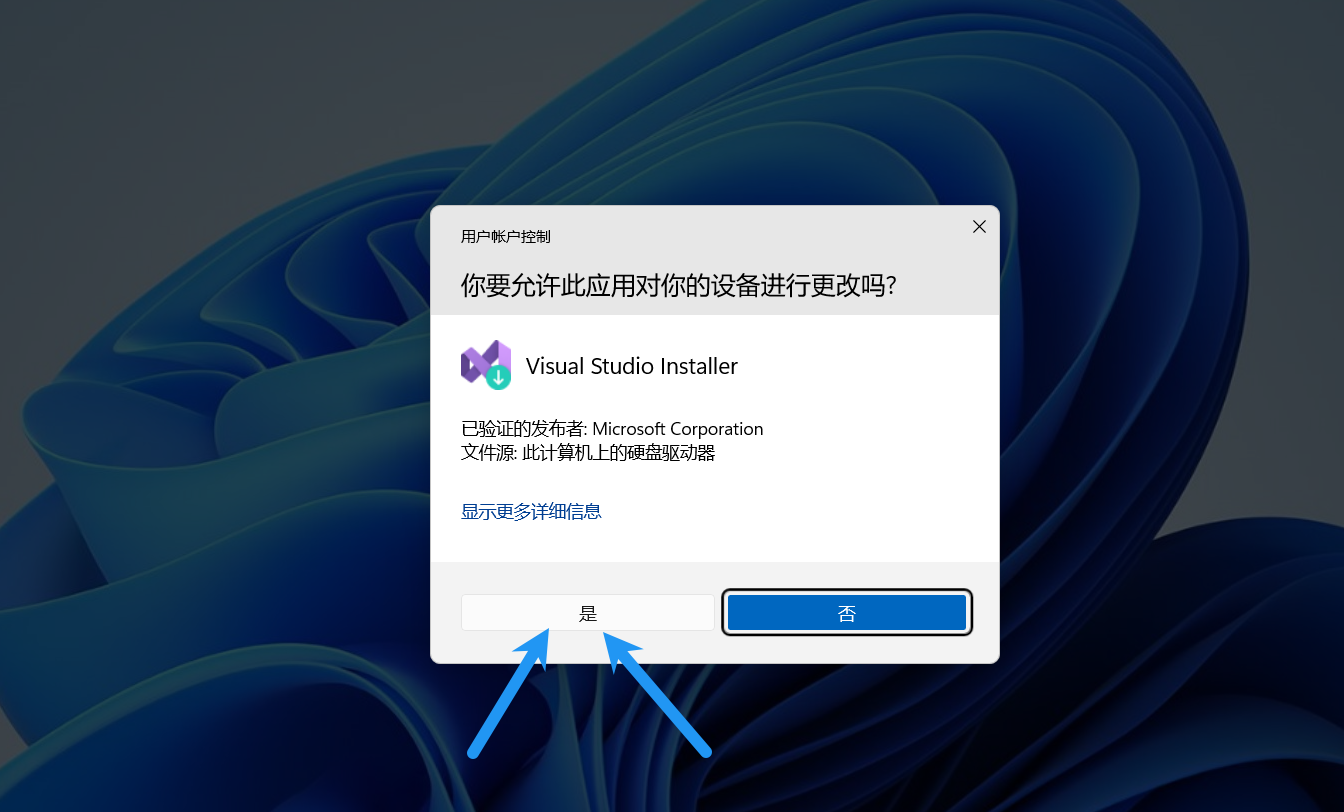 用户帐户控制
你要允许此应用对你的设备进行更改吗?
Visual Studio Installer
已验证的发布者: Microsoft Corporation
文件源: 此计算机上的硬盘驱动器
显示更多详细信息
是
否